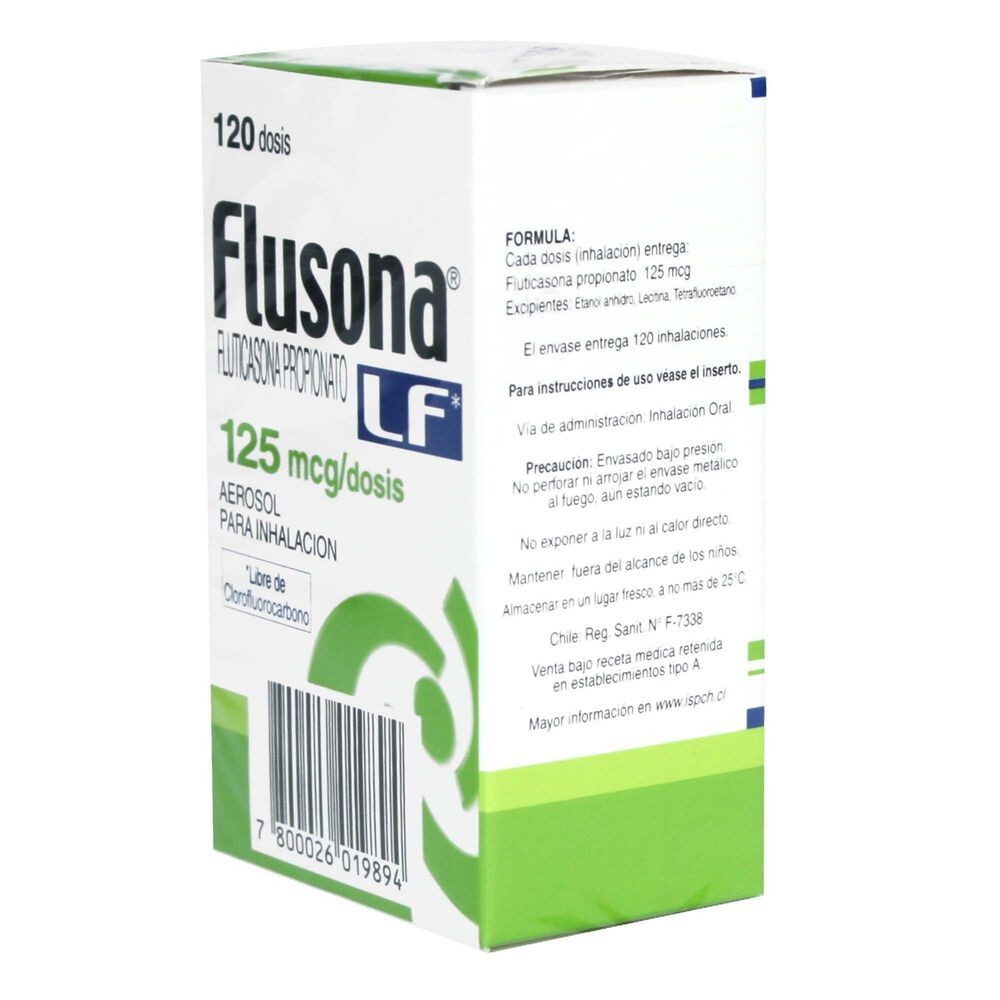 120 dosis
Flusona®
FLUTICASONA PROPIONATO
LF*
125 mcg/dosis
AEROSOL
PARA INHALACION
*Libre de
Clorofluorocarbono
7 800026 019894
FORMULA:
Cada dosis (inhalación) entrega:
Fluticasona propionato 125 mcg
Excipientes: Etanol anhidro, Lecitina, Tetrafluoroetano.
El envase entrega 120 inhalaciones.
Para instrucciones de uso véase el inserto.
Vía de administración: Inhalación Oral.
Precaución: Envasado bajo presión.
No perforar ni arrojar el envase metálico
al fuego, aún estando vacío.
No exponer a la luz ni al calor directo.
Mantener fuera del alcance de los niños.
Almacenar en un lugar fresco, a no más de 25°C.
Chile: Reg. Sanit. N° F-7338
Venta bajo receta médica retenida
en establecimientos tipo A.
Mayor información en www.ispch.cl